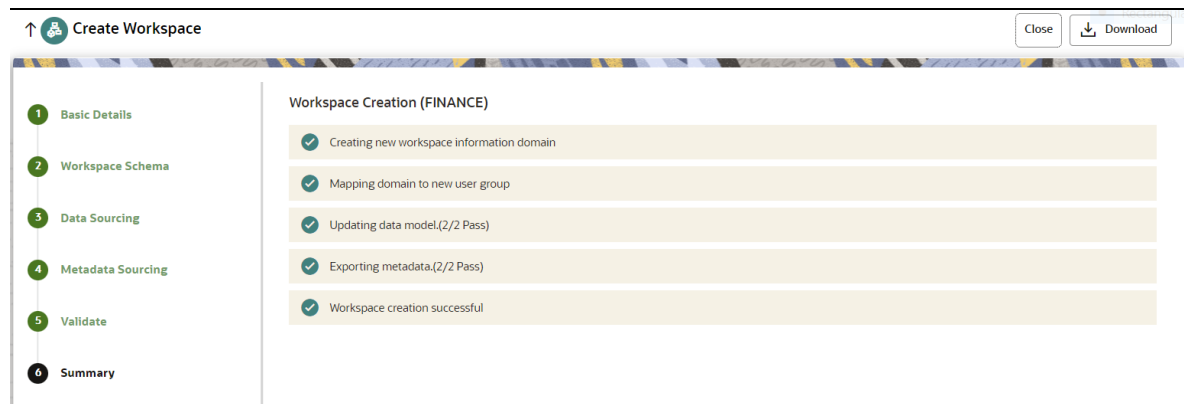 Create Workspace
Close
Download
1 Basic Details
2 Workspace Schema
3 Data Sourcing
4 Metadata Sourcing
5 Validate
6 Summary
Workspace Creation (FINANCE)
Creating new workspace information domain
Mapping domain to new user group
Updating data model.(2/2 Pass)
Exporting metadata.(2/2 Pass)
Workspace creation successful